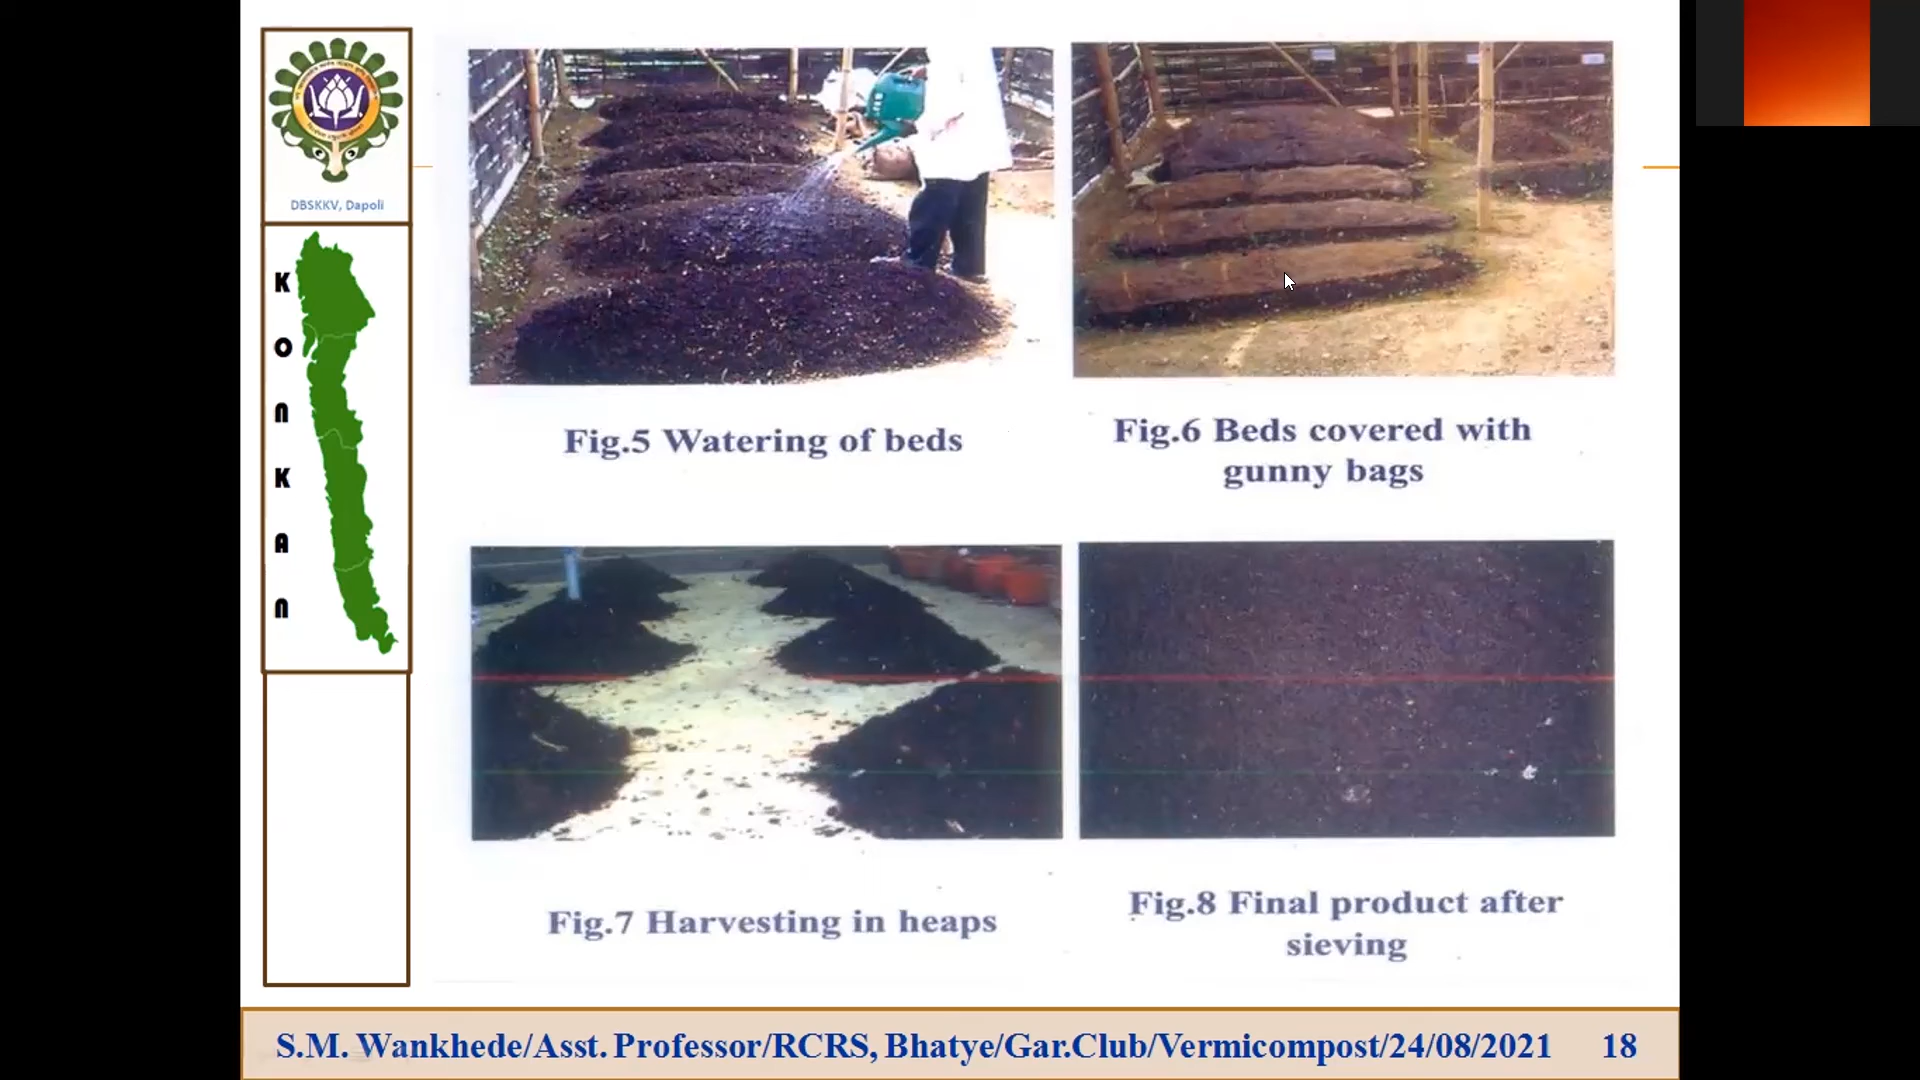 DBSKKV, Dapoli
K
O
N
K
A
N
Fig.5 Watering of beds
Fig.6 Beds covered with
gunny bags
Fig.7 Harvesting in heaps
Fig.8 Final product after
sieving
S.M. Wankhede/Asst. Professor/RCRS, Bhatye/Gar.Club/Vermicompost/24/08/2021 18